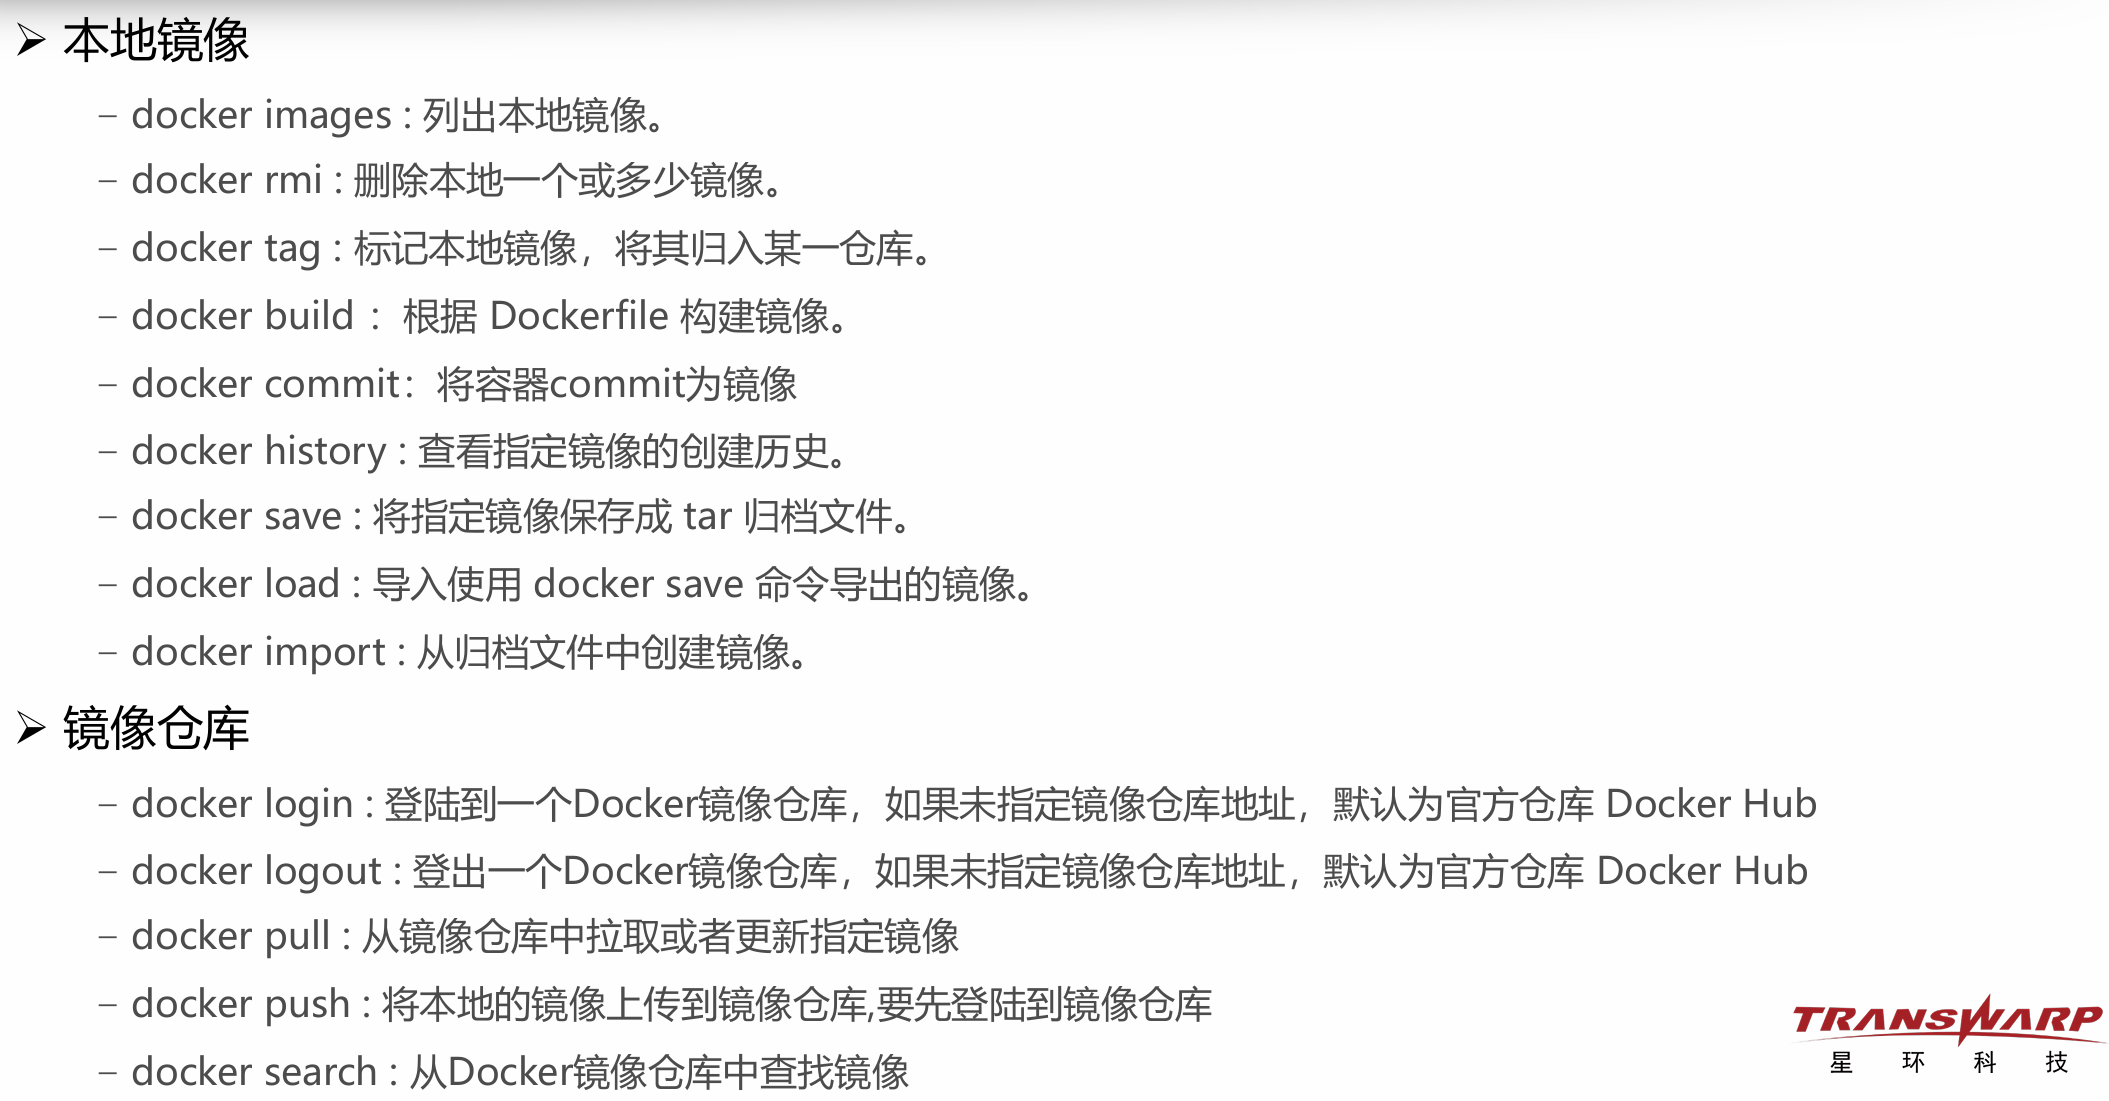 ➢ 本地镜像
– docker images : 列出本地镜像。
– docker rmi : 删除本地一个或多少镜像。
– docker tag : 标记本地镜像，将其归入某一仓库。
– docker build ：根据 Dockerfile 构建镜像。
– docker commit：将容器commit为镜像
– docker history : 查看指定镜像的创建历史。
– docker save : 将指定镜像保存成 tar 归档文件。
– docker load : 导入使用 docker save 命令导出的镜像。
– docker import : 从归档文件中创建镜像。
➢ 镜像仓库
– docker login : 登陆到一个Docker镜像仓库，如果未指定镜像仓库地址，默认为官方仓库 Docker Hub
– docker logout : 登出一个Docker镜像仓库，如果未指定镜像仓库地址，默认为官方仓库 Docker Hub
– docker pull : 从镜像仓库中拉取或者更新指定镜像
– docker push : 将本地的镜像上传到镜像仓库,要先登陆到镜像仓库
– docker search : 从Docker镜像仓库中查找镜像
TRANSWARP
星环科技